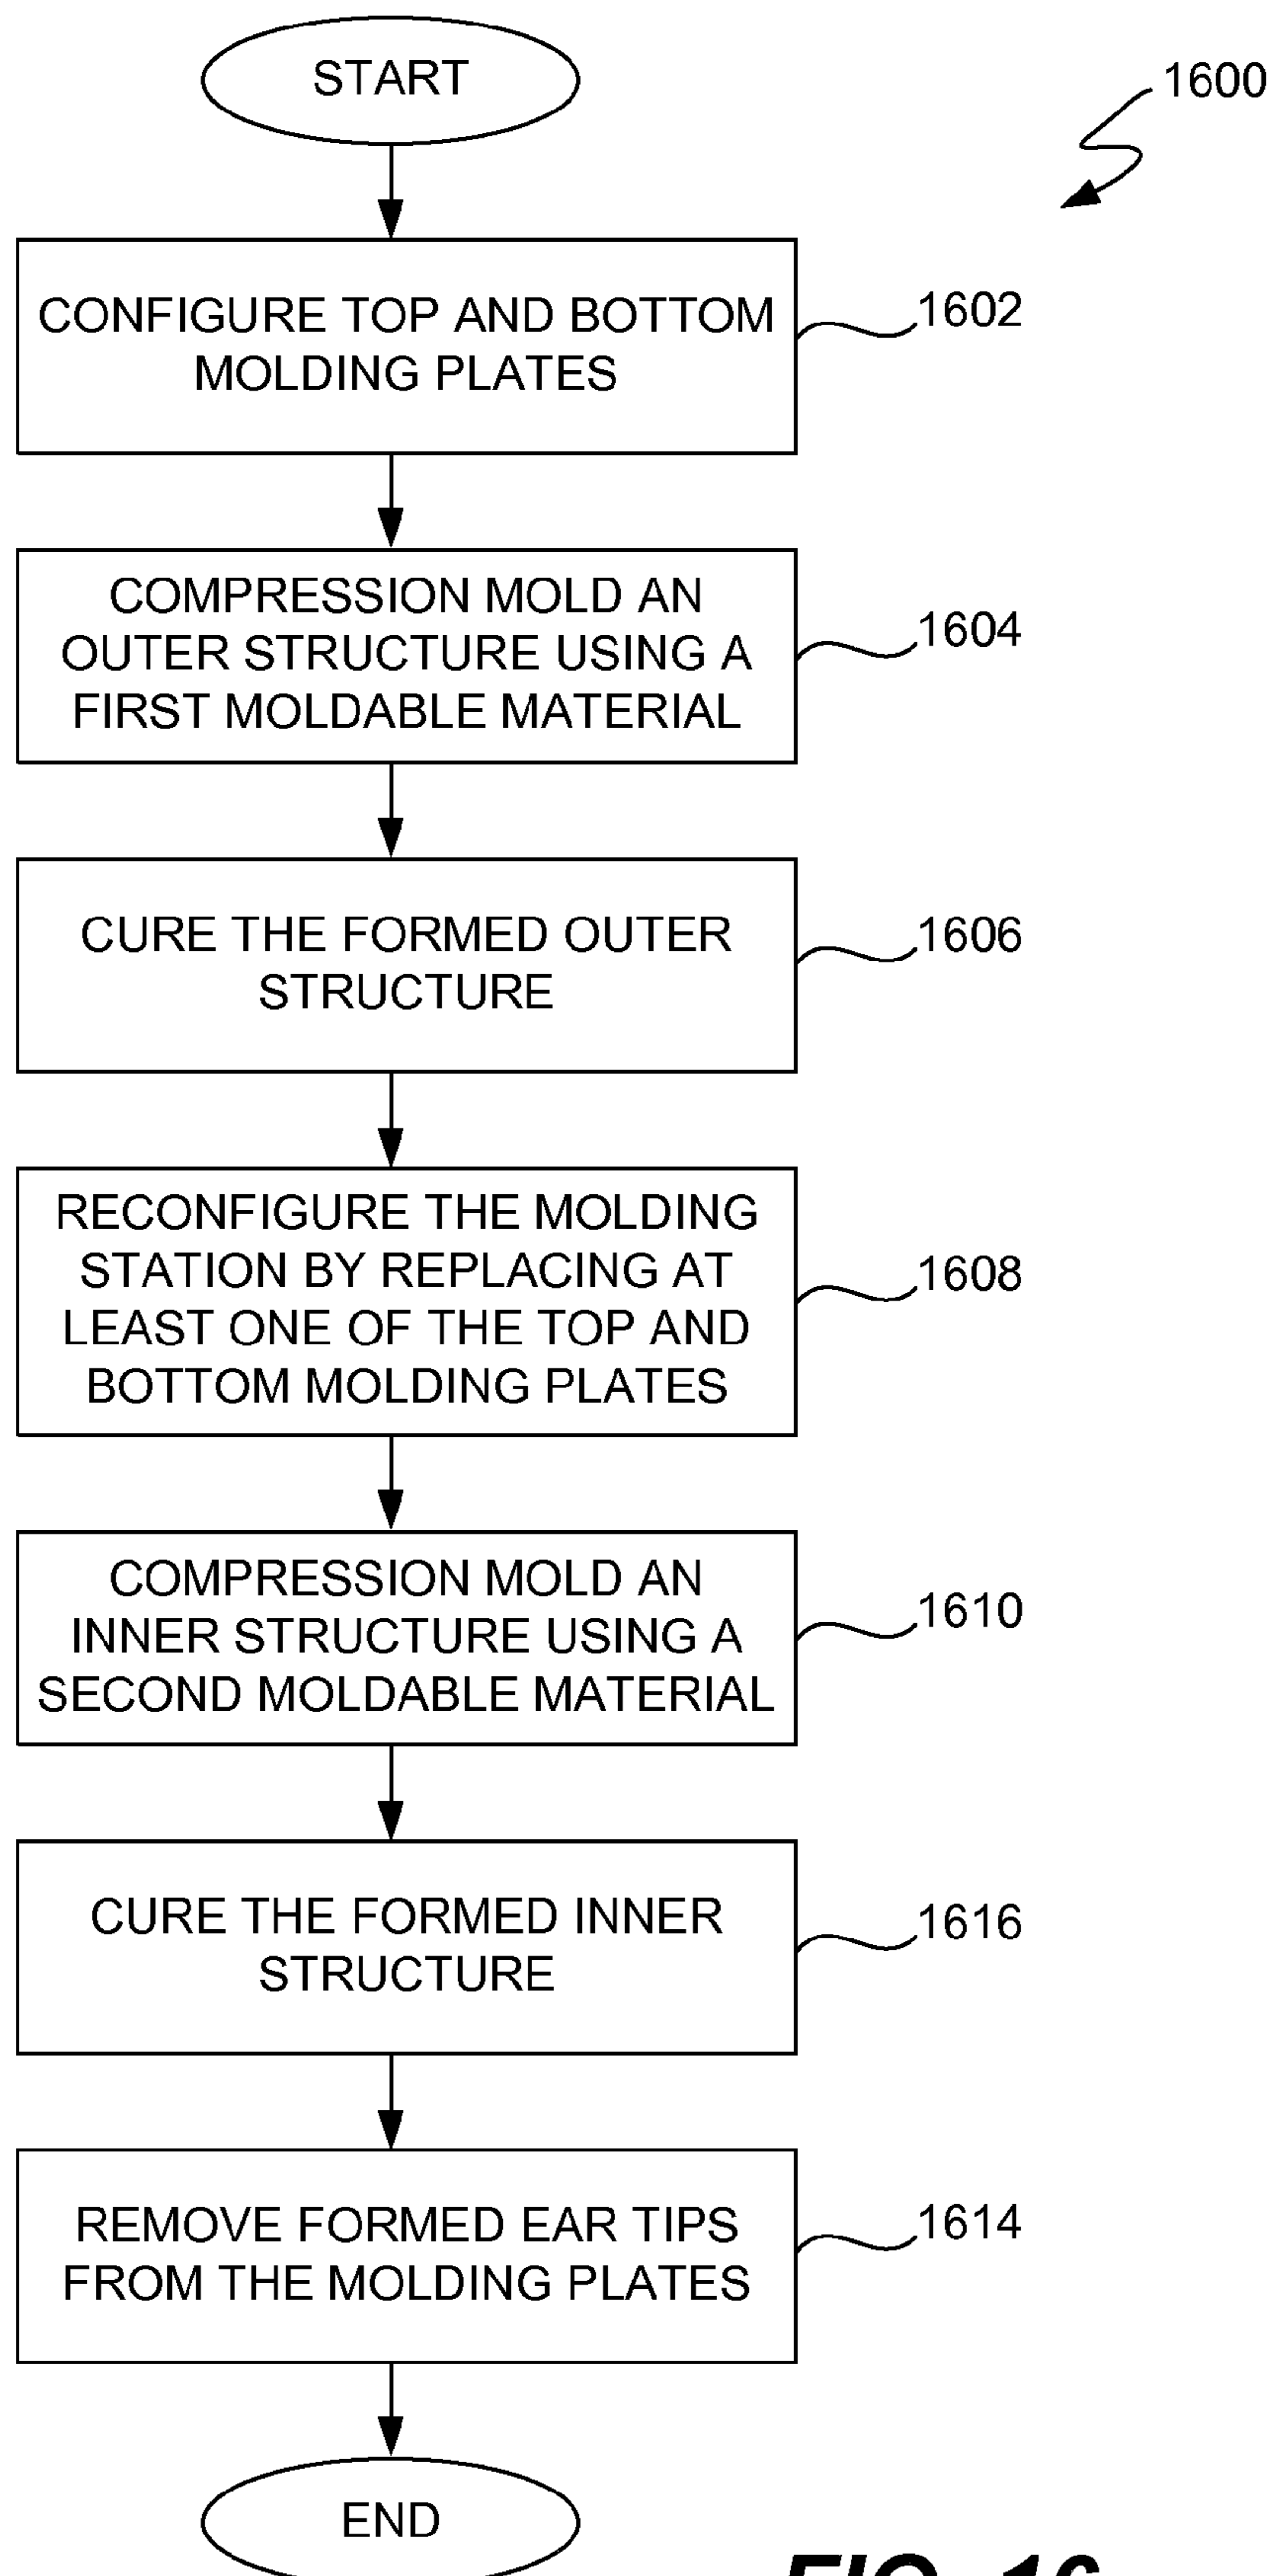 START
1600
CONFIGURE TOP AND BOTTOM
MOLDING PLATES
1602
COMPRESSION MOLD AN
OUTER STRUCTURE USING A
FIRST MOLDABLE MATERIAL
1604
CURE THE FORMED OUTER
STRUCTURE
1606
RECONFIGURE THE MOLDING
STATION BY REPLACING AT
LEAST ONE OF THE TOP AND
BOTTOM MOLDING PLATES
1608
COMPRESSION MOLD AN
INNER STRUCTURE USING A
SECOND MOLDABLE MATERIAL
1610
CURE THE FORMED INNER
STRUCTURE
1616
REMOVE FORMED EAR TIPS
FROM THE MOLDING PLATES
1614
END
FIG. 16